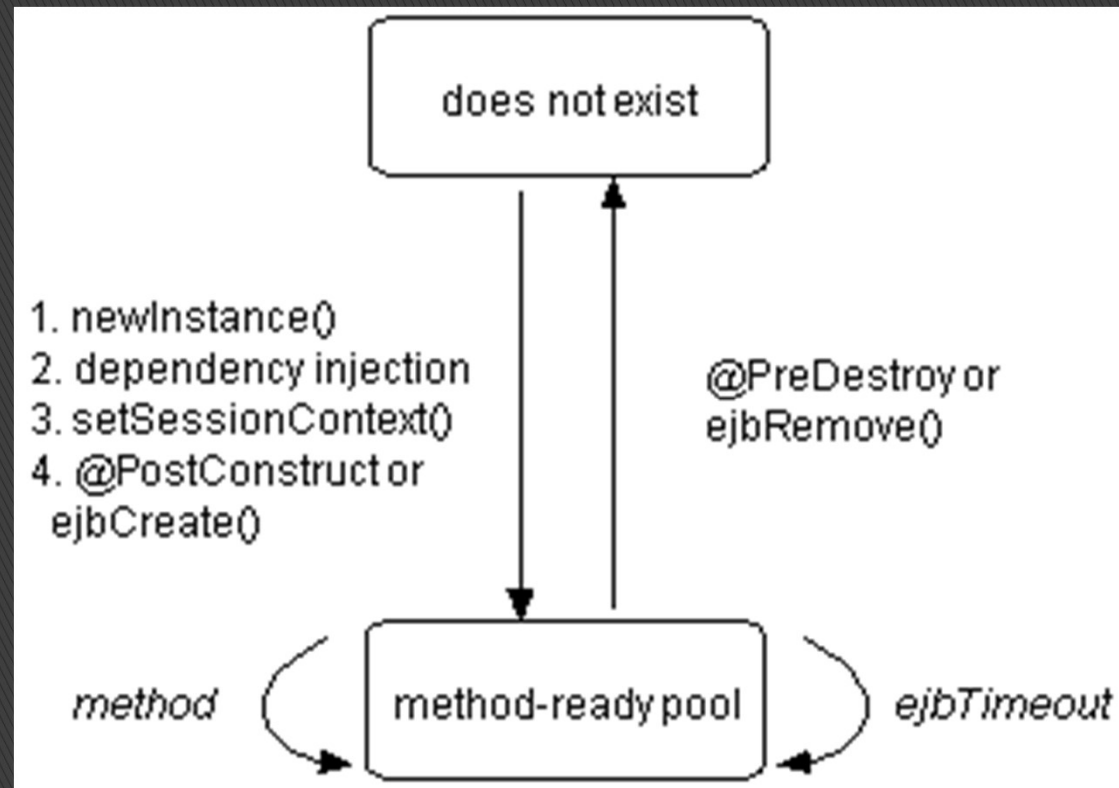 does not exist
1. newInstance()
2. dependency injection
3. setSessionContext()
4. @PostConstruct or
ejbCreate()
@PreDestroy or
ejbRemove()
method
method-ready pool
ejbTimeout